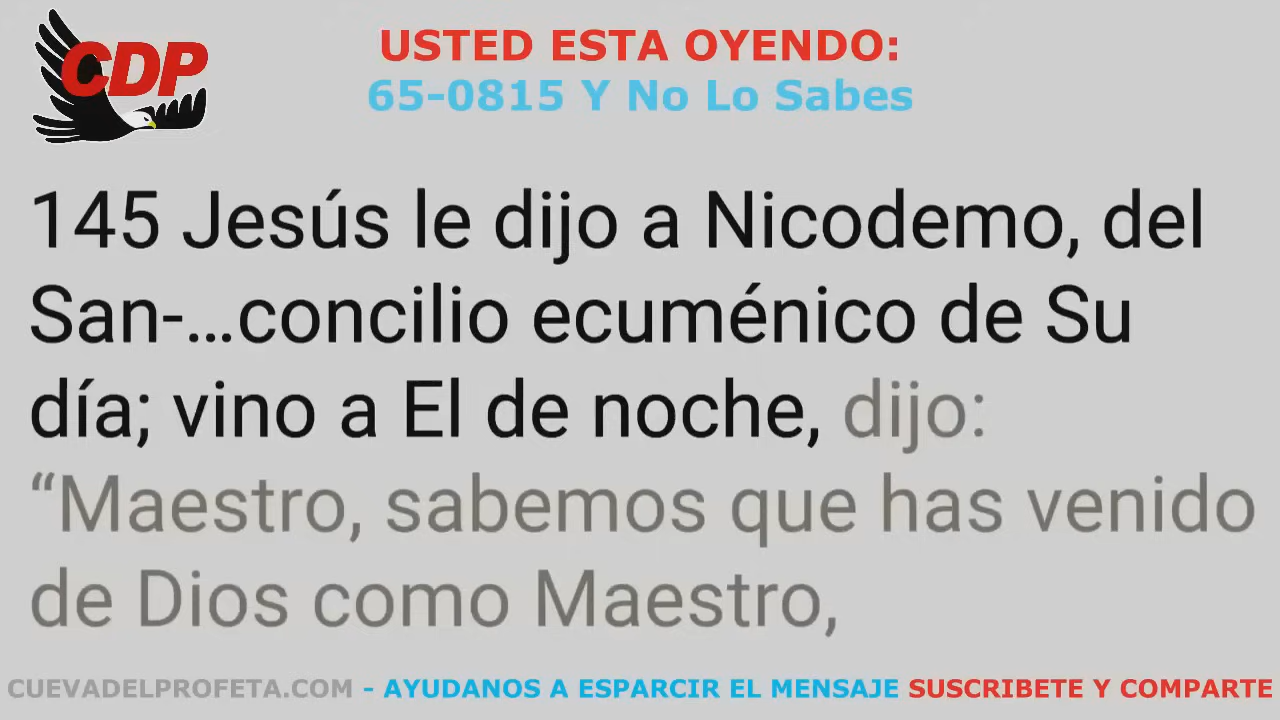 CDP
USTED ESTA OYENDO:
65-0815 Y No Lo Sabes
145 Jesús le dijo a Nicodemo, del
San-...concilio ecuménico de Su
día; vino a El de noche, dijo:
“Maestro, sabemos que has venido
de Dios como Maestro,
CUEVADELPROFETA.COM - AYUDANOS A ESPARCIR EL MENSAJE SUSCRIBETE Y COMPARTE